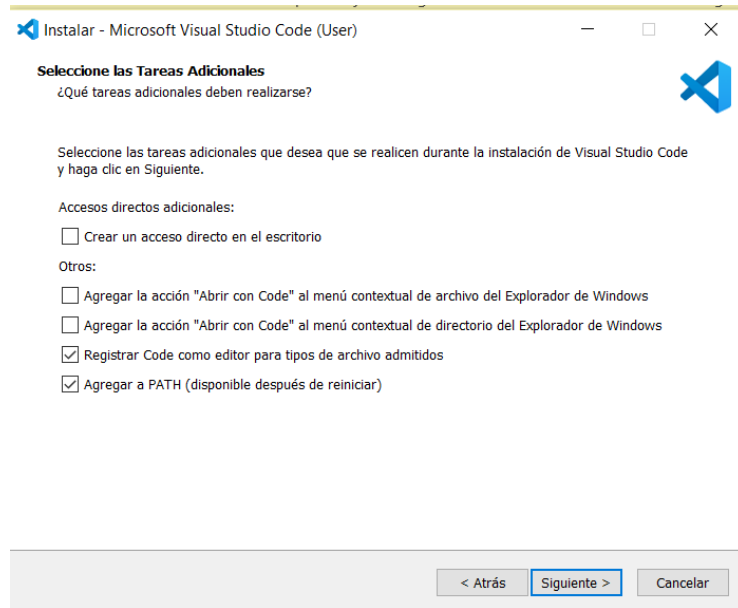 Instalar - Microsoft Visual Studio Code (User)
Seleccione las Tareas Adicionales
¿Qué tareas adicionales deben realizarse?
Seleccione las tareas adicionales que desea que se realicen durante la instalación de Visual Studio Code
y haga clic en Siguiente.
Accesos directos adicionales:
Crear un acceso directo en el escritorio
Otros:
Agregar la acción "Abrir con Code" al menú contextual de archivo del Explorador de Windows
Agregar la acción "Abrir con Code" al menú contextual de directorio del Explorador de Windows
Registrar Code como editor para tipos de archivo admitidos
Agregar a PATH (disponible después de reiniciar)
< Atrás Siguiente > Cancelar